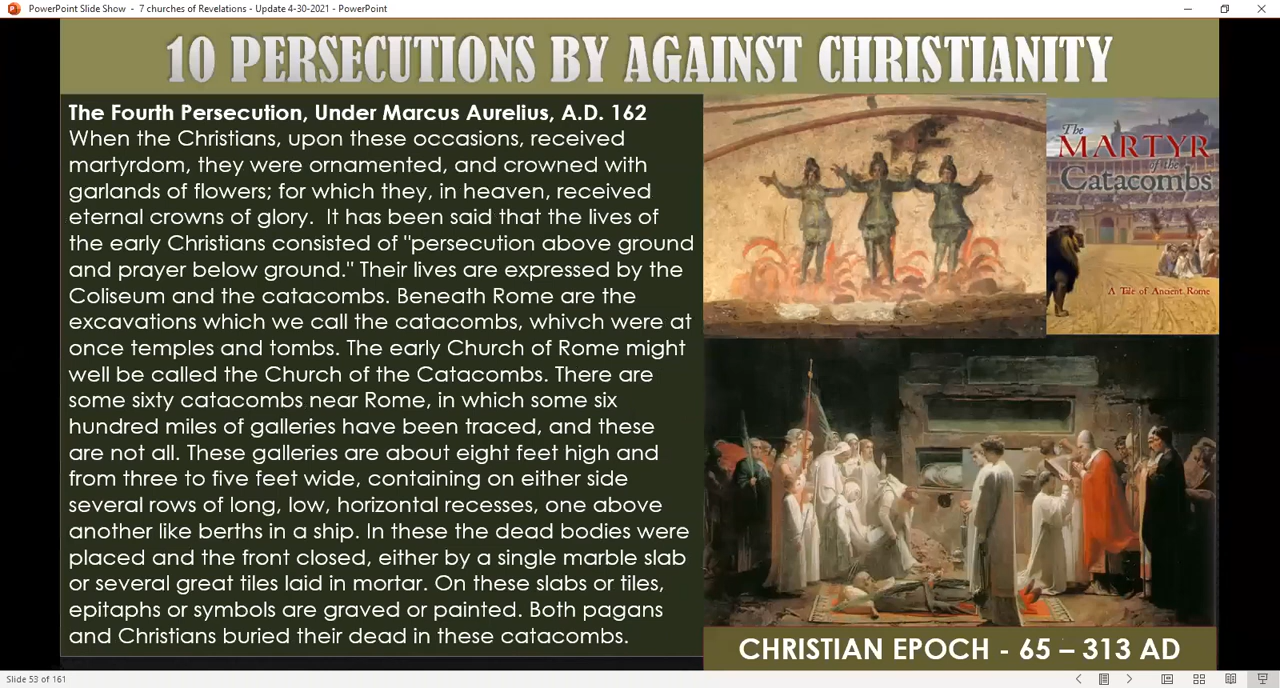 PowerPoint Slide Show - 7 churches of Revelations - Update 4-30-2021 - PowerPoint
10 PERSECUTIONS BY AGAINST CHRISTIANITY
The Fourth Persecution, Under Marcus Aurelius, A.D. 162
When the Christians, upon these occasions, received
martyrdom, they were ornamented, and crowned with
garlands of flowers; for which they, in heaven, received
eternal crowns of glory.  It has been said that the lives of
the early Christians consisted of "persecution above ground
and prayer below ground." Their lives are expressed by the
Coliseum and the catacombs. Beneath Rome are the
excavations which we call the catacombs, whivch were at
once temples and tombs. The early Church of Rome might
well be called the Church of the Catacombs. There are
some sixty catacombs near Rome, in which some six
hundred miles of galleries have been traced, and these
are not all. These galleries are about eight feet high and
from three to five feet wide, containing on either side
several rows of long, low, horizontal recesses, one above
another like berths in a ship. In these the dead bodies were
placed and the front closed, either by a single marble slab
or several great tiles laid in mortar. On these slabs or tiles,
epitaphs or symbols are graved or painted. Both pagans
and Christians buried their dead in these catacombs.
The
MARTYR
of the
Catacombs
A Tale of Ancient Rome
CHRISTIAN EPOCH - 65 – 313 AD
Slide 53 of 161